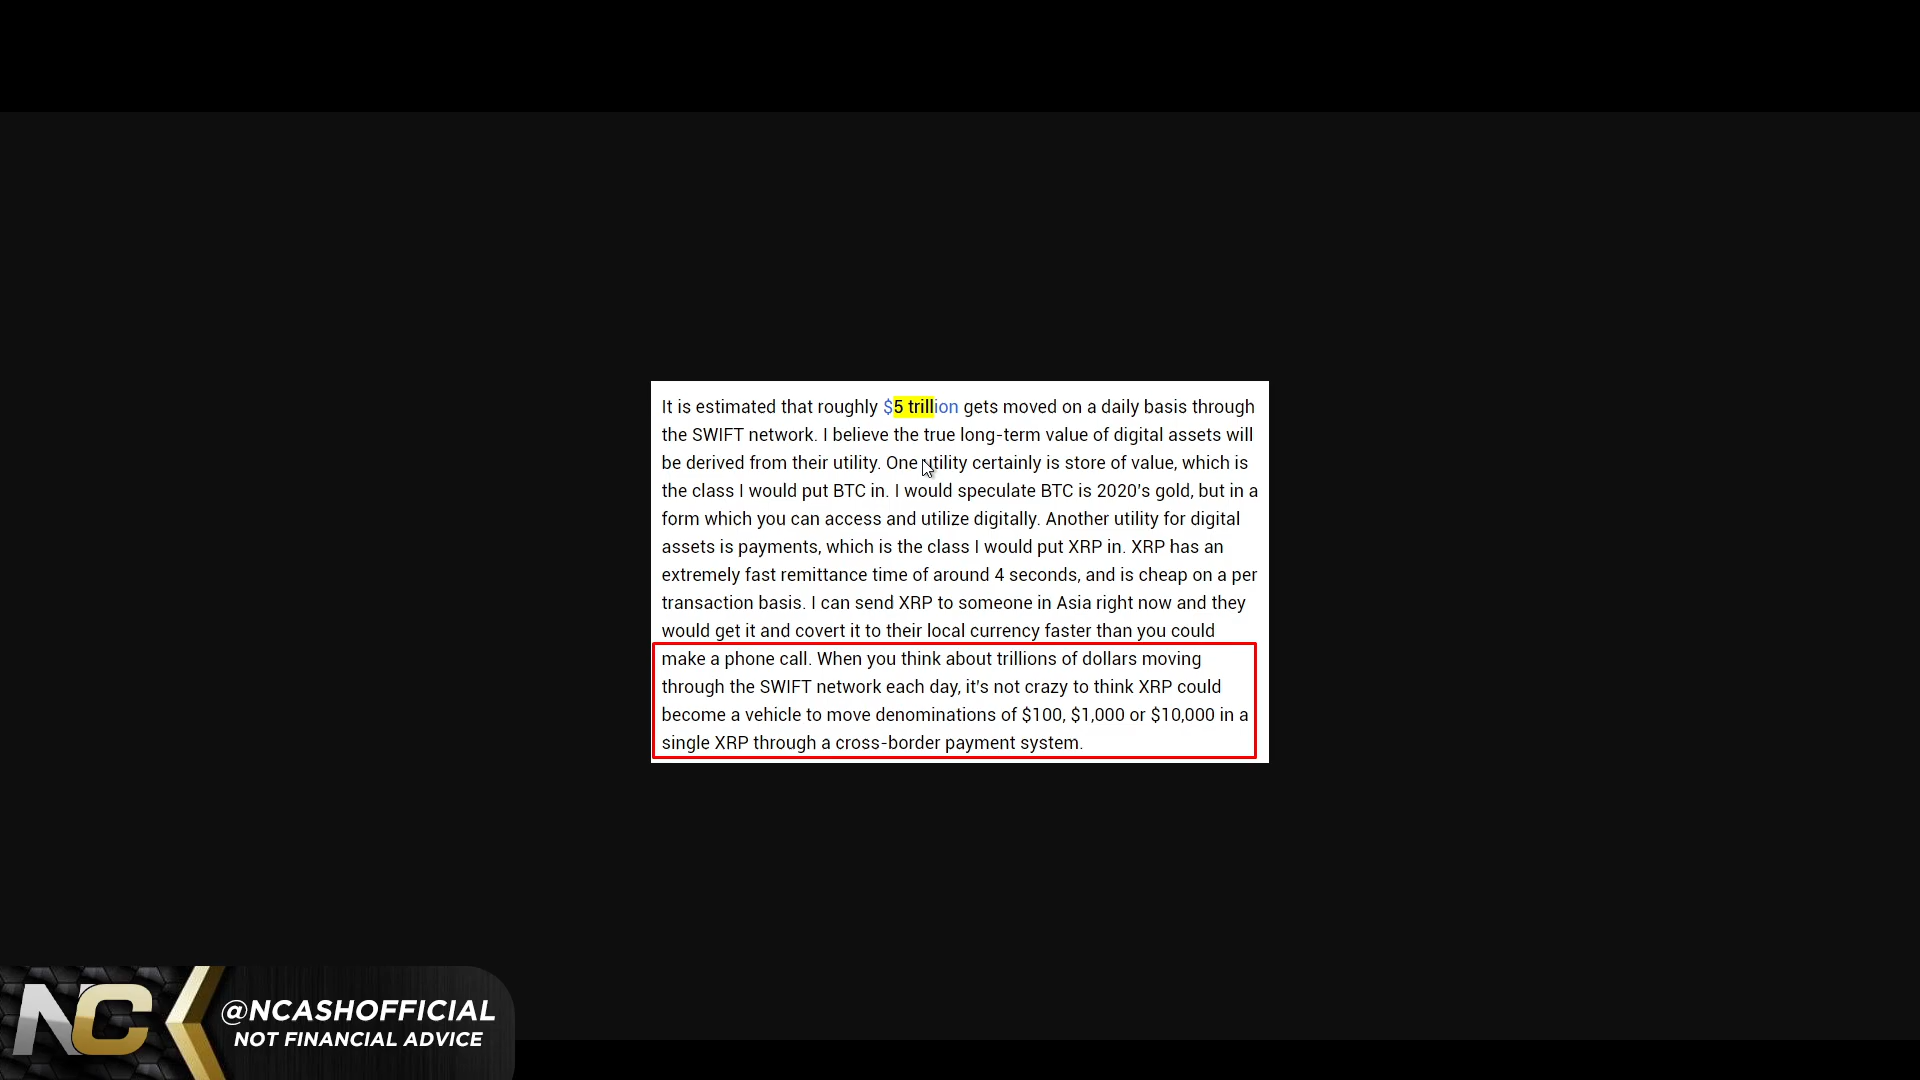 It is estimated that roughly $5 trillion gets moved on a daily basis through
the SWIFT network. I believe the true long-term value of digital assets will
be derived from their utility. One utility certainly is store of value, which is
the class I would put BTC in. I would speculate BTC is 2020's gold, but in a
form which you can access and utilize digitally. Another utility for digital
assets is payments, which is the class I would put XRP in. XRP has an
extremely fast remittance time of around 4 seconds, and is cheap on a per
transaction basis. I can send XRP to someone in Asia right now and they
would get it and covert it to their local currency faster than you could
make a phone call. When you think about trillions of dollars moving
through the SWIFT network each day, it's not crazy to think XRP could
become a vehicle to move denominations of $100, $1,000 or $10,000 in a
single XRP through a cross-border payment system.
NC
@NCASHOFFICIAL
NOT FINANCIAL ADVICE